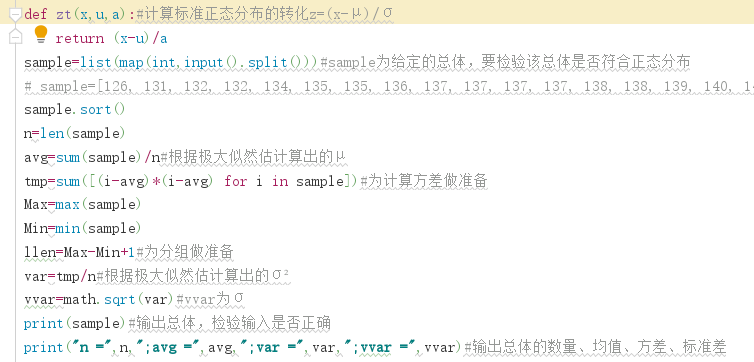 def zt(x,u,a):#计算标准正态分布的转化z=(x-μ)/σ
return (x-u)/a
sample=list(map(int,input().split()))#sample为给定的总体，要检验该总体是否符合正态分布
# sample=[126, 131, 132, 132, 134, 135, 135, 136, 137, 137, 137, 137, 137, 138, 138, 139, 140,
sample.sort()
n=len(sample)
avg=sum(sample)/n#根据极大似然估计算出的μ
tmp=sum([(i-avg)*(i-avg) for i in sample])#为计算方差做准备
Max=max(sample)
Min=min(sample)
llen=Max-Min+1#为分组做准备
var=tmp/n#根据极大似然估计算出的σ²
vvar=math.sqrt(var)#vvar为σ
print(sample)#输出总体，检验输入是否正确
print("n =",n,";avg =",avg,";var =",var,";vvar =",vvar)#输出总体的数量、均值、方差、标准差